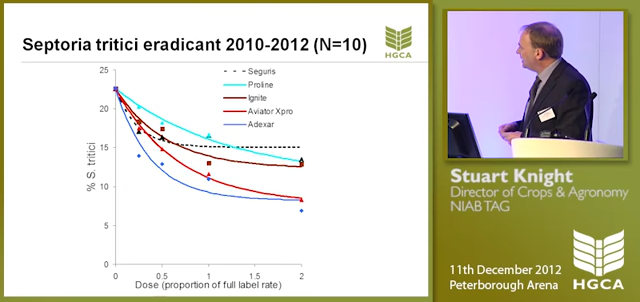 Septoria tritici eradicant 2010-2012 (N=10)
HGCA
25
20
15
10
5
0
% S. tritici
Seguris
Proline
Ignite
Aviator Xpro
Adexar
0
0.5
1
1.5
2
Dose (proportion of full label rate)
Stuart Knight
Director of Crops & Agronomy
NIAB TAG
11th December 2012
Peterborough Arena
HGCA